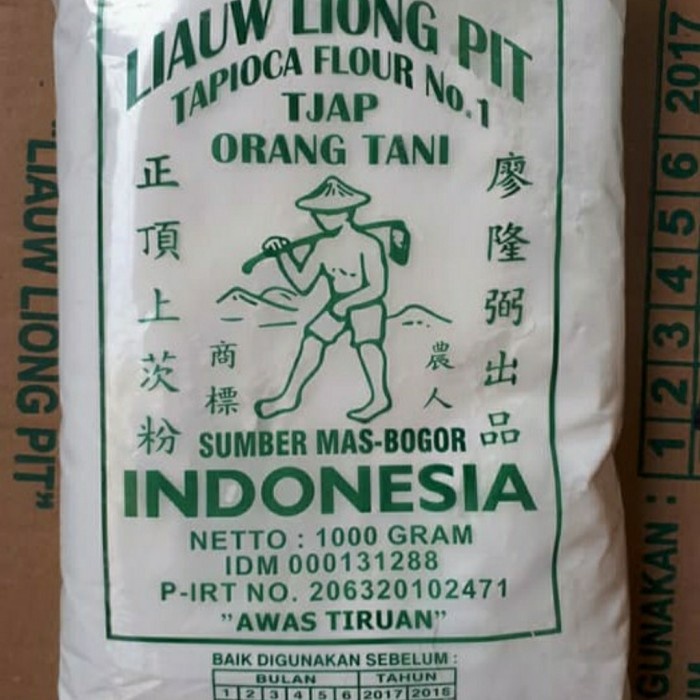 LIAUW LIONG PIT
TAPIOCA FLOUR No.1
TJAP
ORANG TANI
正頂上茨粉
廖隆弼出品
商標
農人
SUMBER MAS-BOGOR
INDONESIA
NETTO : 1000 GRAM
IDM 000131288
P-IRT NO. 206320102471
"AWAS TIRUAN"
BAIK DIGUNAKAN SEBELUM :
BULAN TAHUN
1 2 3 4 5 6 2017 2018
"LIAUW LIONG PIT"
GUNAKAN : 1 2 3 4 5 6 2017